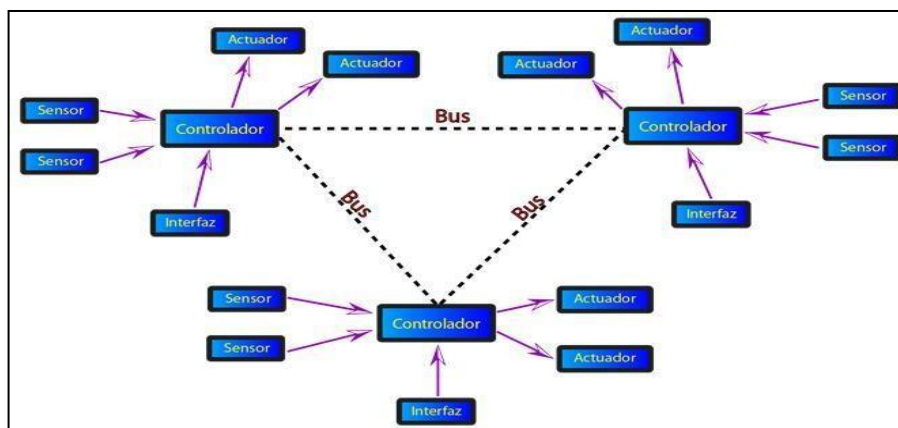 Actuador
Actuador
Sensor
Controlador
Sensor
Interfaz
Bus
Actuador
Actuador
Sensor
Controlador
Sensor
Interfaz
Bus
Bus
Sensor
Actuador
Controlador
Sensor
Actuador
Interfaz